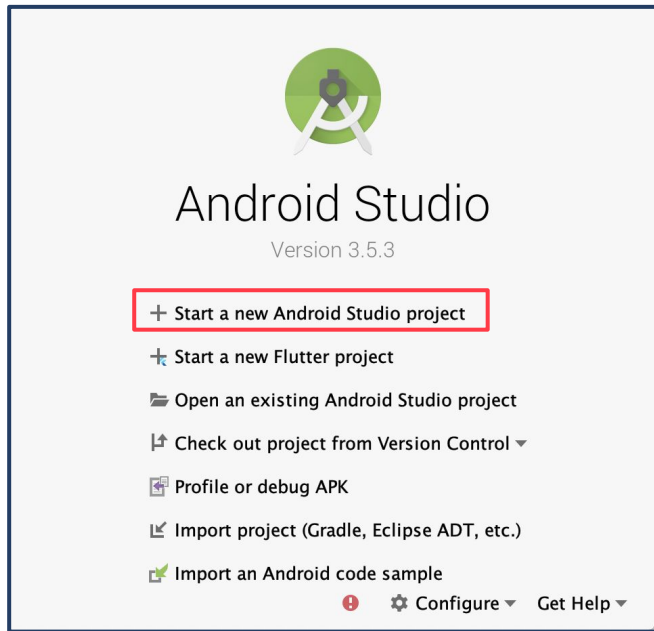 Android Studio
Version 3.5.3
Start a new Android Studio project
Start a new Flutter project
Open an existing Android Studio project
Check out project from Version Control
Profile or debug APK
Import project (Gradle, Eclipse ADT, etc.)
Import an Android code sample
Configure Get Help